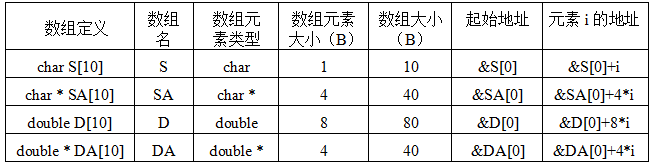 数组定义 数组名 数组元素类型 数组元素大小（B） 数组大小（B） 起始地址 元素 i 的地址
char S[10] S char 1 10 &S[0] &S[0]+i
char * SA[10] SA char * 4 40 &SA[0] &SA[0]+4*i
double D[10] D double 8 80 &D[0] &D[0]+8*i
double * DA[10] DA double * 4 40 &DA[0] &DA[0]+4*i